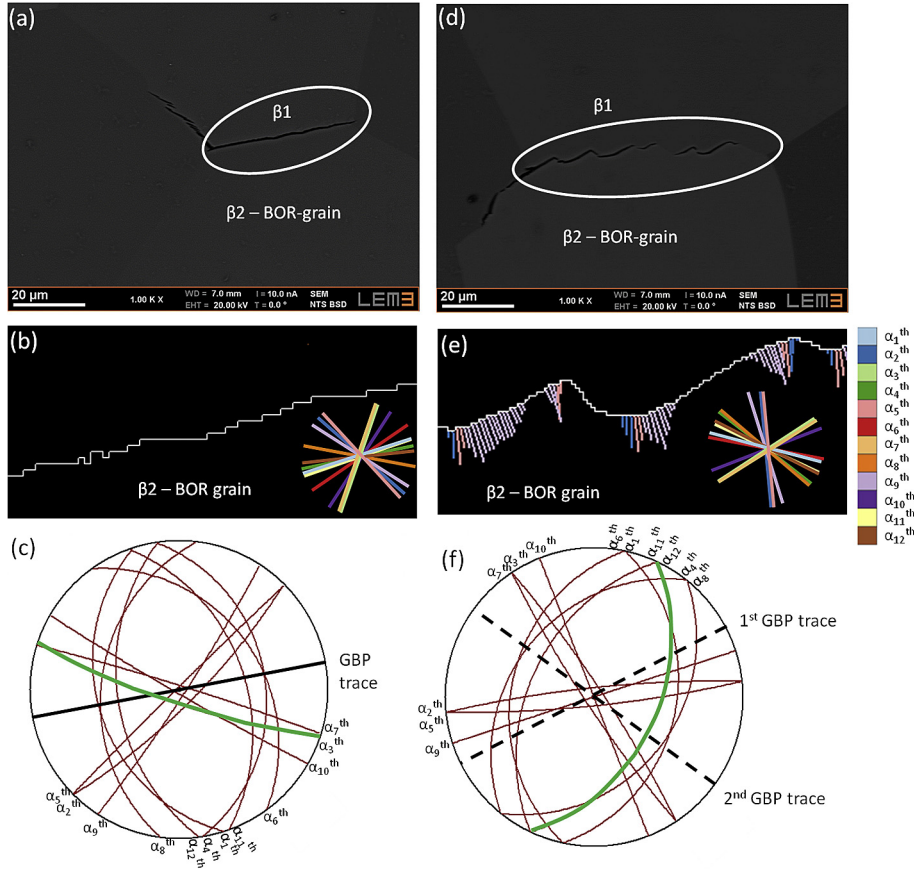 (a)
β1
β2 – BOR-grain
20 µm
1.00 K X
WD = 7.0 mm
EHT = 20.00 kV
I = 10.0 nA
T = 0.0 °
SEM
NTS BSD
LEM3
(d)
β1
β2 – BOR-grain
20 µm
1.00 K X
WD = 7.0 mm
EHT = 20.00 kV
I = 10.0 nA
T = 0.0 °
SEM
NTS BSD
LEM3
(b)
β2 – BOR grain
(e)
β2 – BOR grain
α1th
α2th
α3th
α4th
α5th
α6th
α7th
α8th
α9th
α10th
α11th
α12th
(c)
GBP
trace
α7th
α3th
α10th
α5th
α2th
α9th
α6th
α8th
α12th
α4th
α1th
α11th
(f)
α7th
α3th
α10th
α6th
α1th
α11th
α12th
α4th
α8th
1st GBP trace
α2th
α5th
α9th
2nd GBP trace